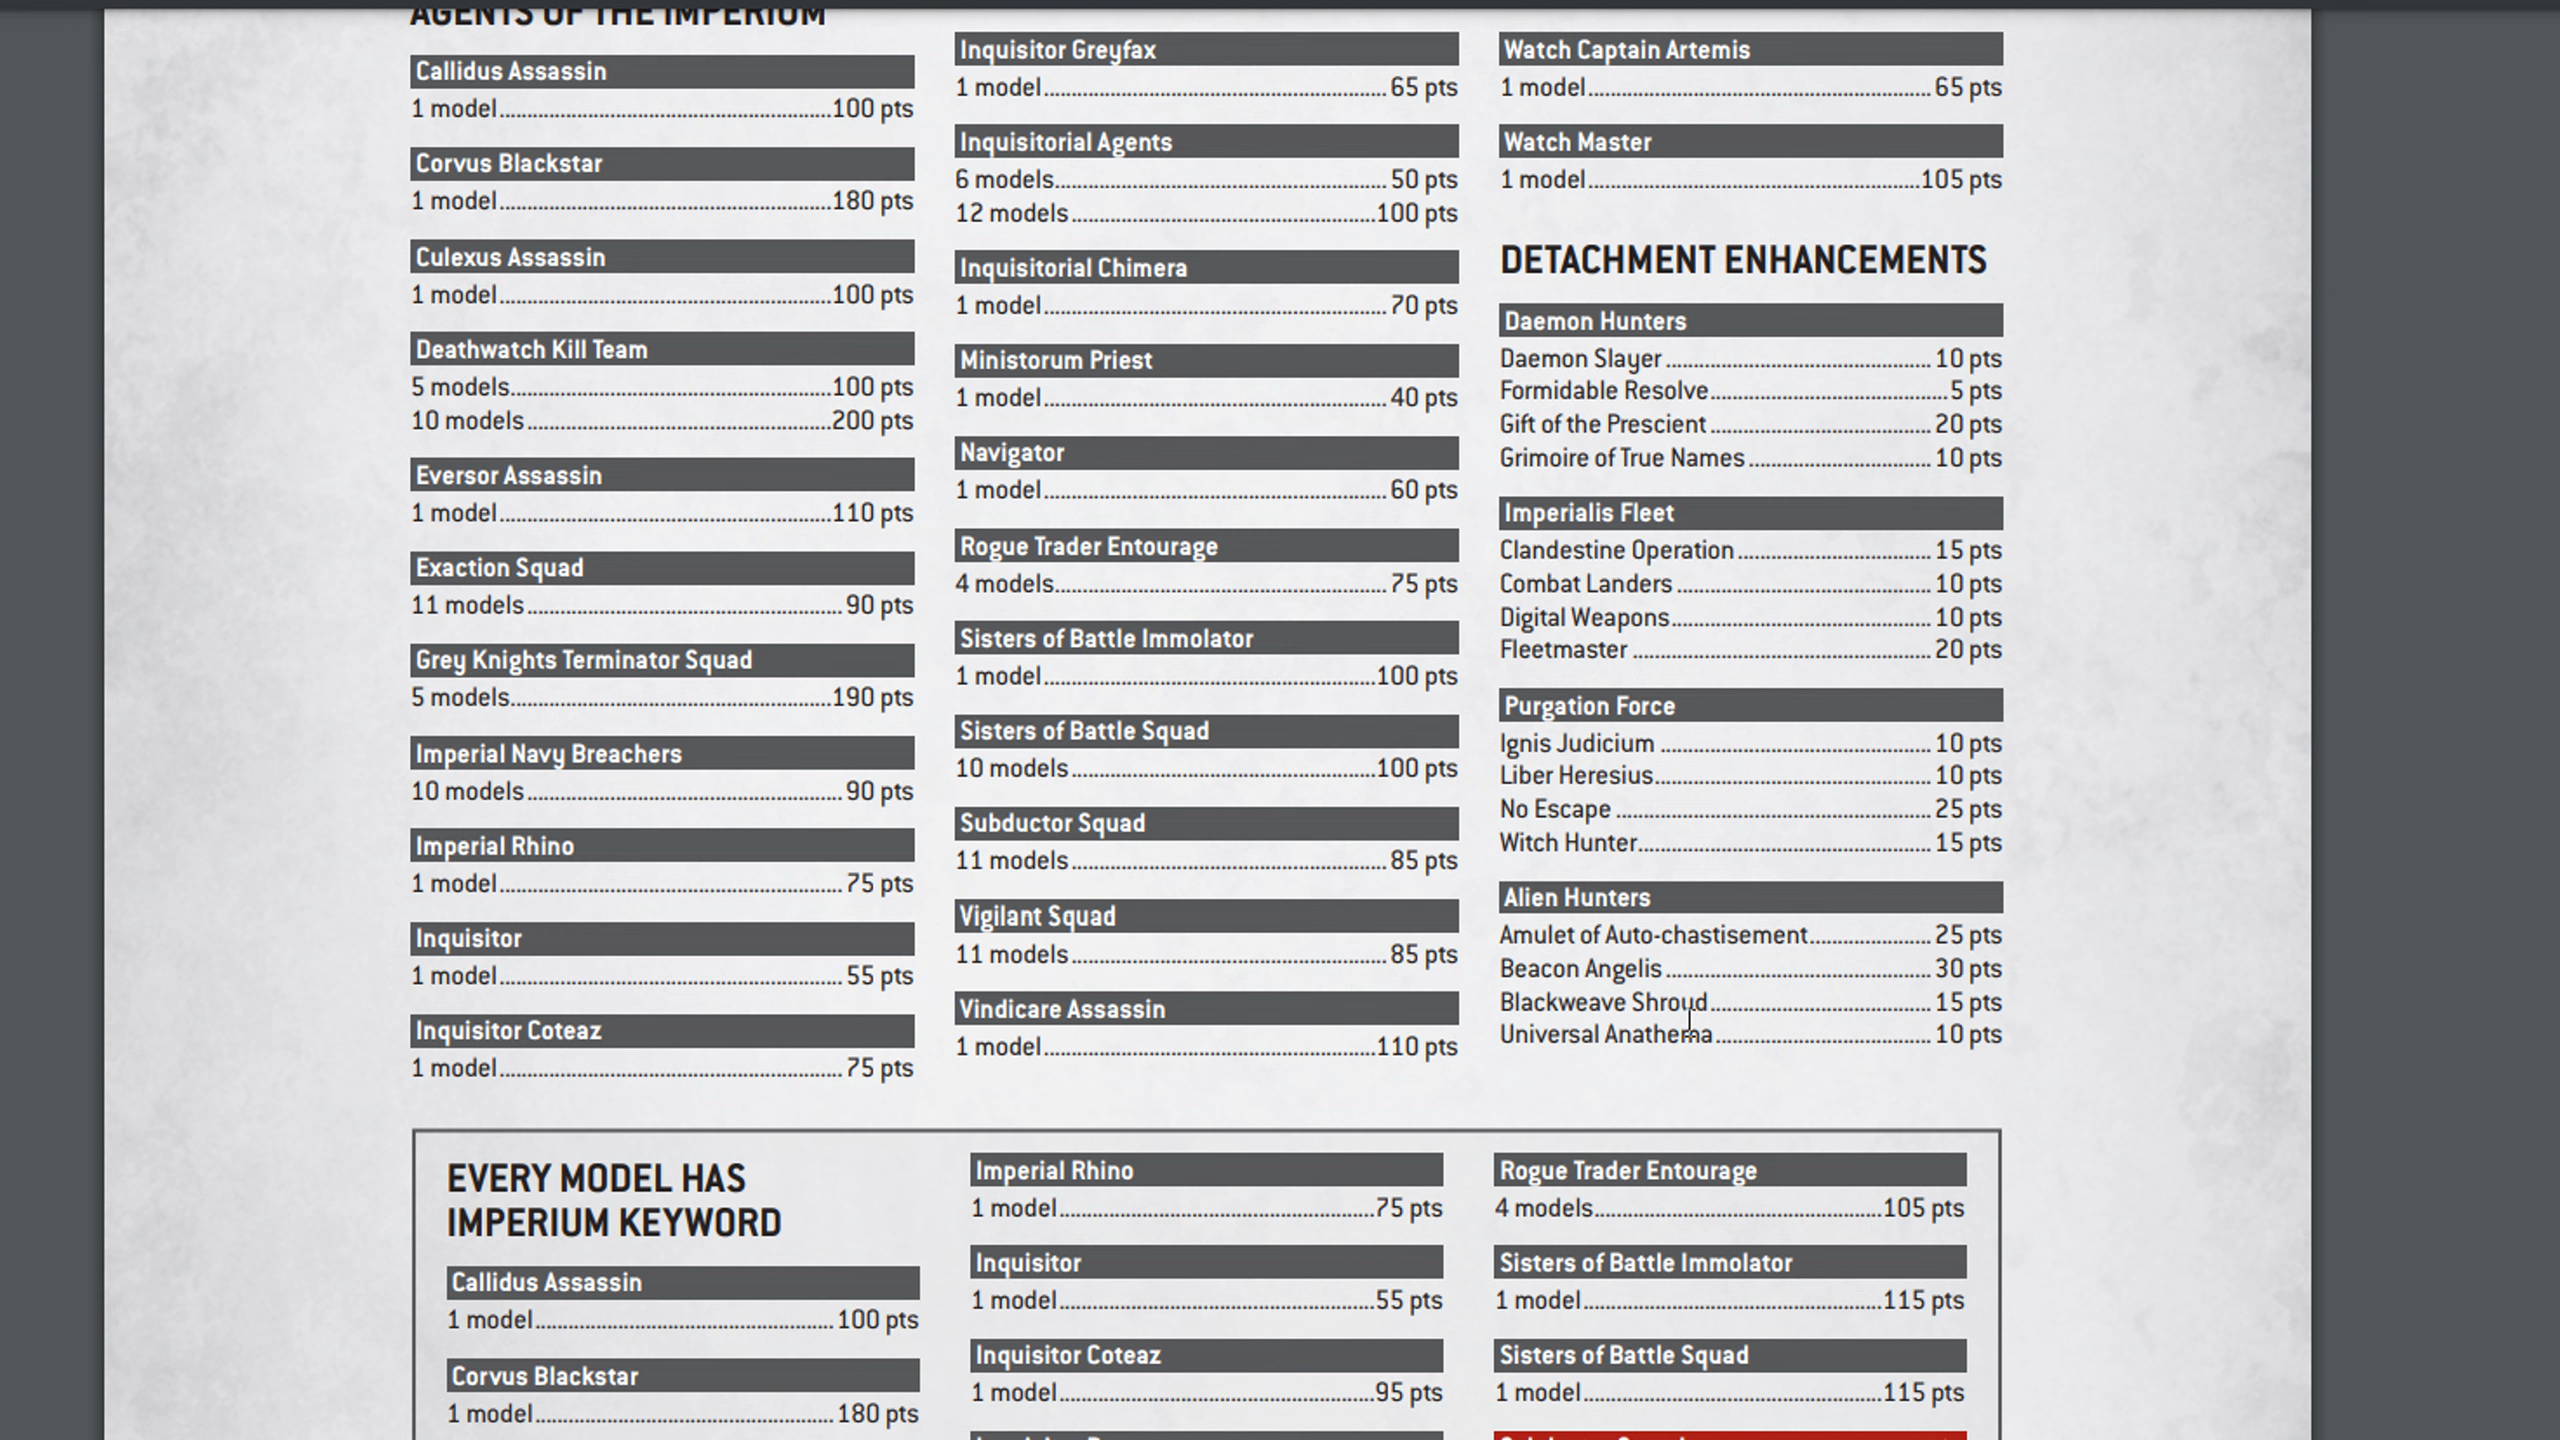 AGENTS OF THE IMPERIUM
Callidus Assassin
1 model 100 pts
Corvus Blackstar
1 model 180 pts
Culexus Assassin
1 model 100 pts
Deathwatch Kill Team
5 models 100 pts
10 models 200 pts
Eversor Assassin
1 model 110 pts
Exaction Squad
11 models 90 pts
Grey Knights Terminator Squad
5 models 190 pts
Imperial Navy Breachers
10 models 90 pts
Imperial Rhino
1 model 75 pts
Inquisitor
1 model 55 pts
Inquisitor Coteaz
1 model 75 pts
Inquisitor Greyfax
1 model 65 pts
Inquisitorial Agents
6 models 50 pts
12 models 100 pts
Inquisitorial Chimera
1 model 70 pts
Ministorum Priest
1 model 40 pts
Navigator
1 model 60 pts
Rogue Trader Entourage
4 models 75 pts
Sisters of Battle Immolator
1 model 100 pts
Sisters of Battle Squad
10 models 100 pts
Subductor Squad
11 models 85 pts
Vigilant Squad
11 models 85 pts
Vindicare Assassin
1 model 110 pts
Watch Captain Artemis
1 model 65 pts
Watch Master
1 model 105 pts
DETACHMENT ENHANCEMENTS
Daemon Hunters
Daemon Slayer 10 pts
Formidable Resolve 5 pts
Gift of the Prescient 20 pts
Grimoire of True Names 10 pts
Imperialis Fleet
Clandestine Operation 15 pts
Combat Landers 10 pts
Digital Weapons 10 pts
Fleetmaster 20 pts
Purgation Force
Ignis Judicium 10 pts
Liber Heresius 10 pts
No Escape 25 pts
Witch Hunter 15 pts
Alien Hunters
Amulet of Auto-chastisement 25 pts
Beacon Angelis 30 pts
Blackweave Shroud 15 pts
Universal Anathema 10 pts
EVERY MODEL HAS
IMPERIUM KEYWORD
Callidus Assassin
1 model 100 pts
Corvus Blackstar
1 model 180 pts
Imperial Rhino
1 model 75 pts
Inquisitor
1 model 55 pts
Inquisitor Coteaz
1 model 95 pts
Rogue Trader Entourage
4 models 105 pts
Sisters of Battle Immolator
1 model 115 pts
Sisters of Battle Squad
1 model 115 pts